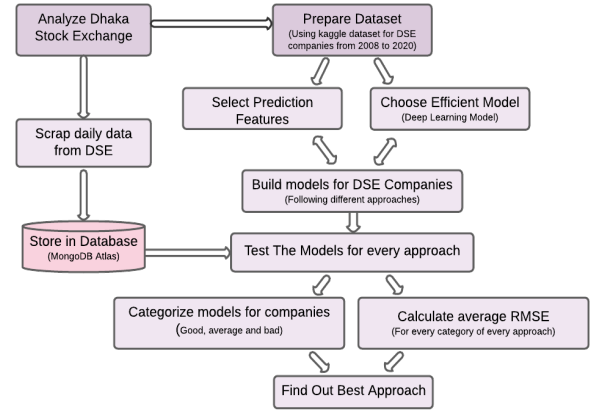 Analyze Dhaka
Stock Exchange
Prepare Dataset
(Using kaggle dataset for DSE
companies from 2008 to 2020)
Select Prediction
Features
Choose Efficient Model
(Deep Learning Model)
Scrap daily data
from DSE
Build models for DSE Companies
(Following different approaches)
Store in Database
(MongoDB Atlas)
Test The Models for every approach
Categorize models for companies
(Good, average and bad)
Calculate average RMSE
(For every category of every approach)
Find Out Best Approach